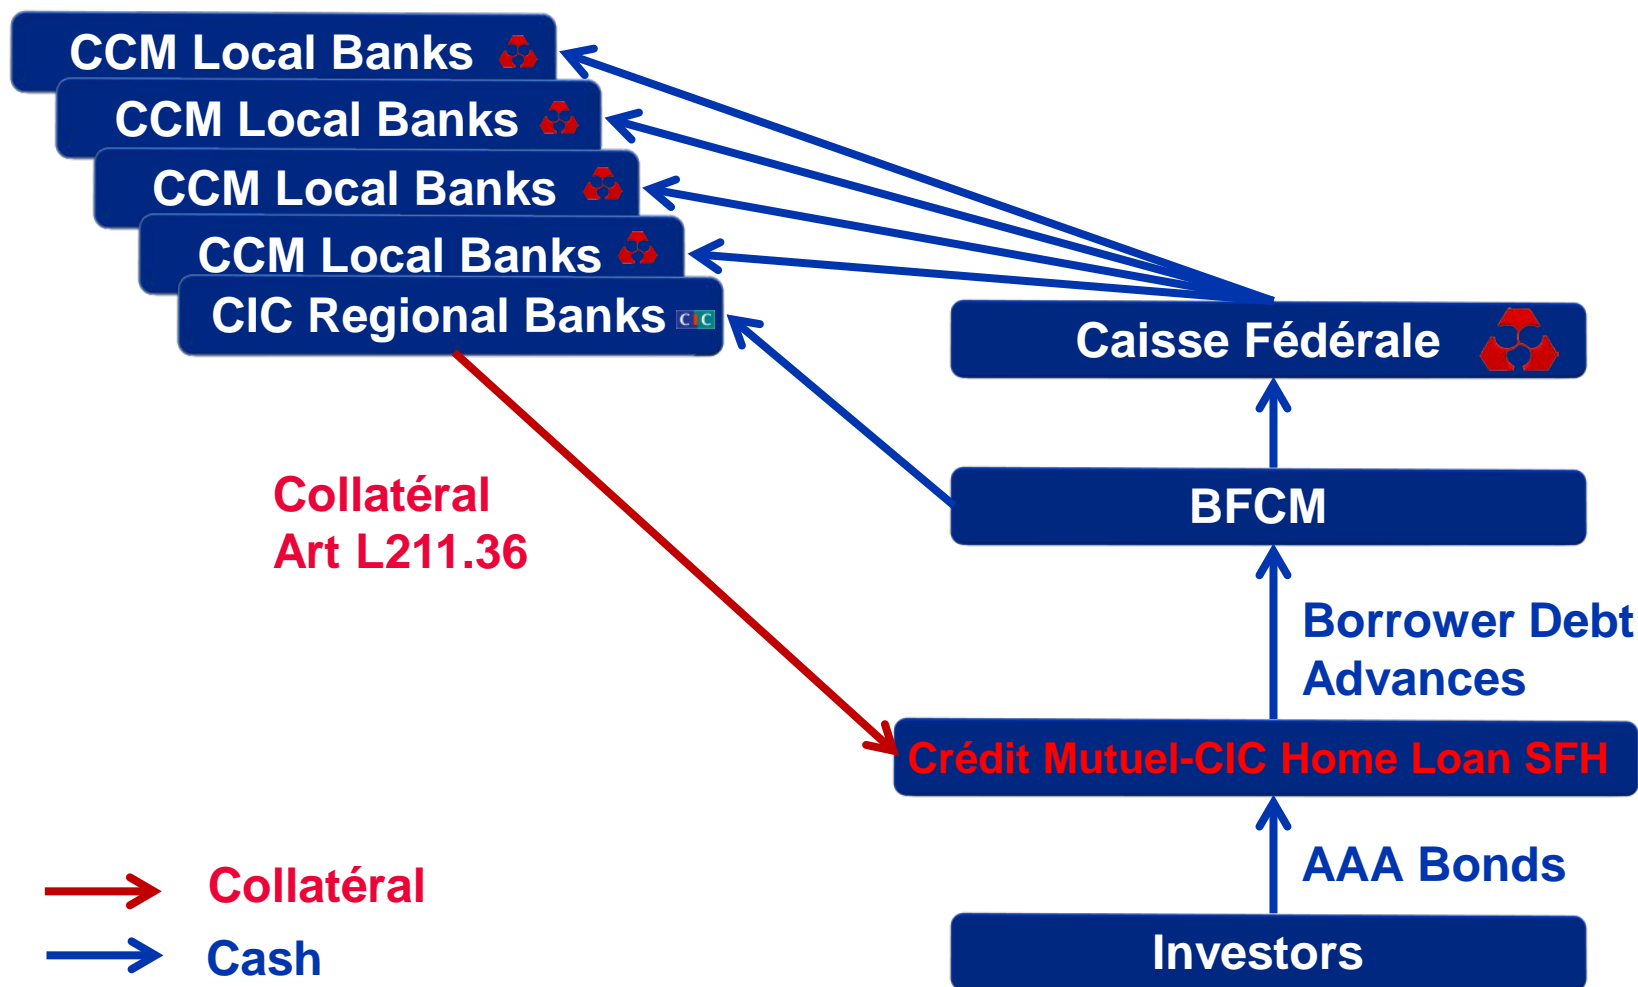 CCM Local Banks
CCM Local Banks
CCM Local Banks
CCM Local Banks
CIC Regional Banks CIC
Caisse Fédérale
BFCM
Collatéral
Art L211.36
Borrower Debt
Advances
Crédit Mutuel-CIC Home Loan SFH
AAA Bonds
Investors
Collatéral
Cash